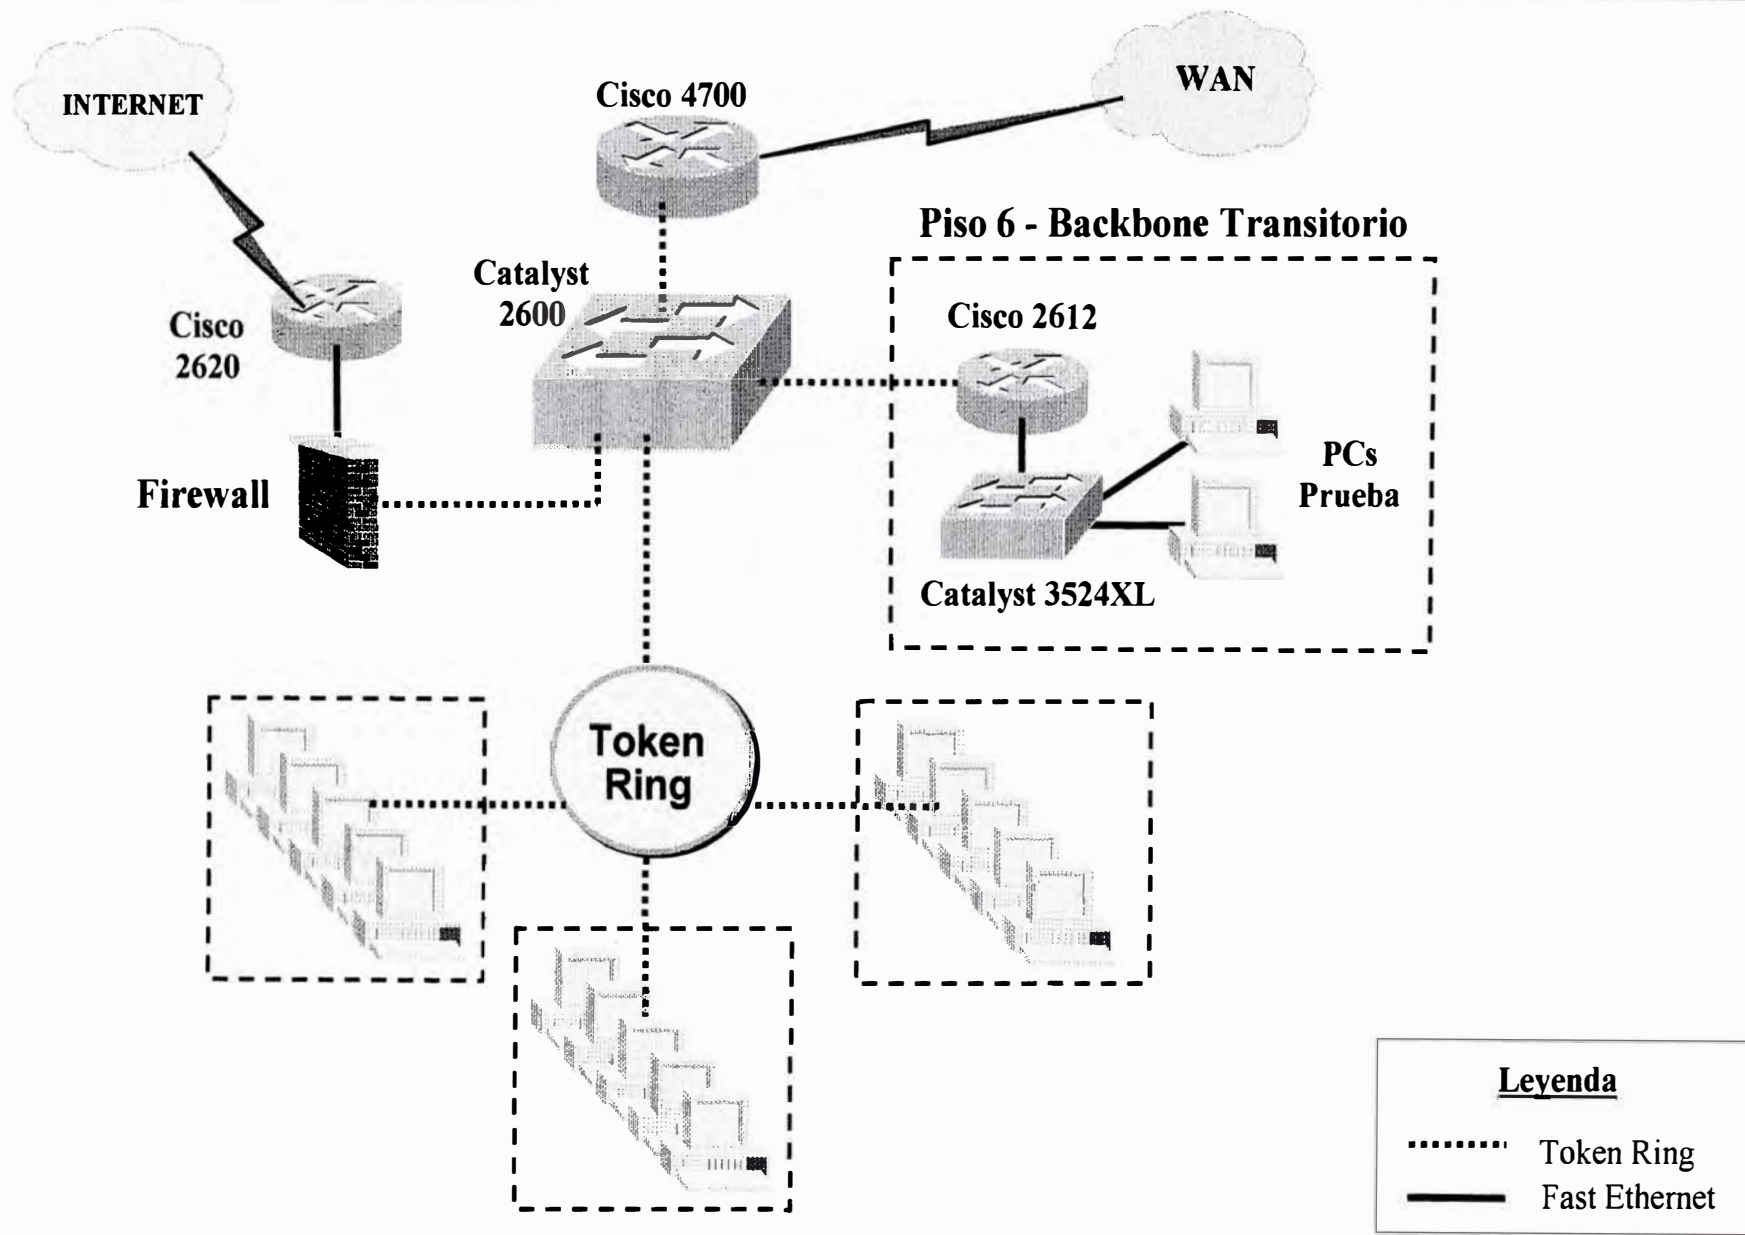 INTERNET
Cisco 4700
WAN
Piso 6 - Backbone Transitorio
Catalyst
2600
Cisco
2620
Cisco 2612
Firewall
PCs
Prueba
Catalyst 3524XL
Token
Ring
Leyenda
Token Ring
Fast Ethernet